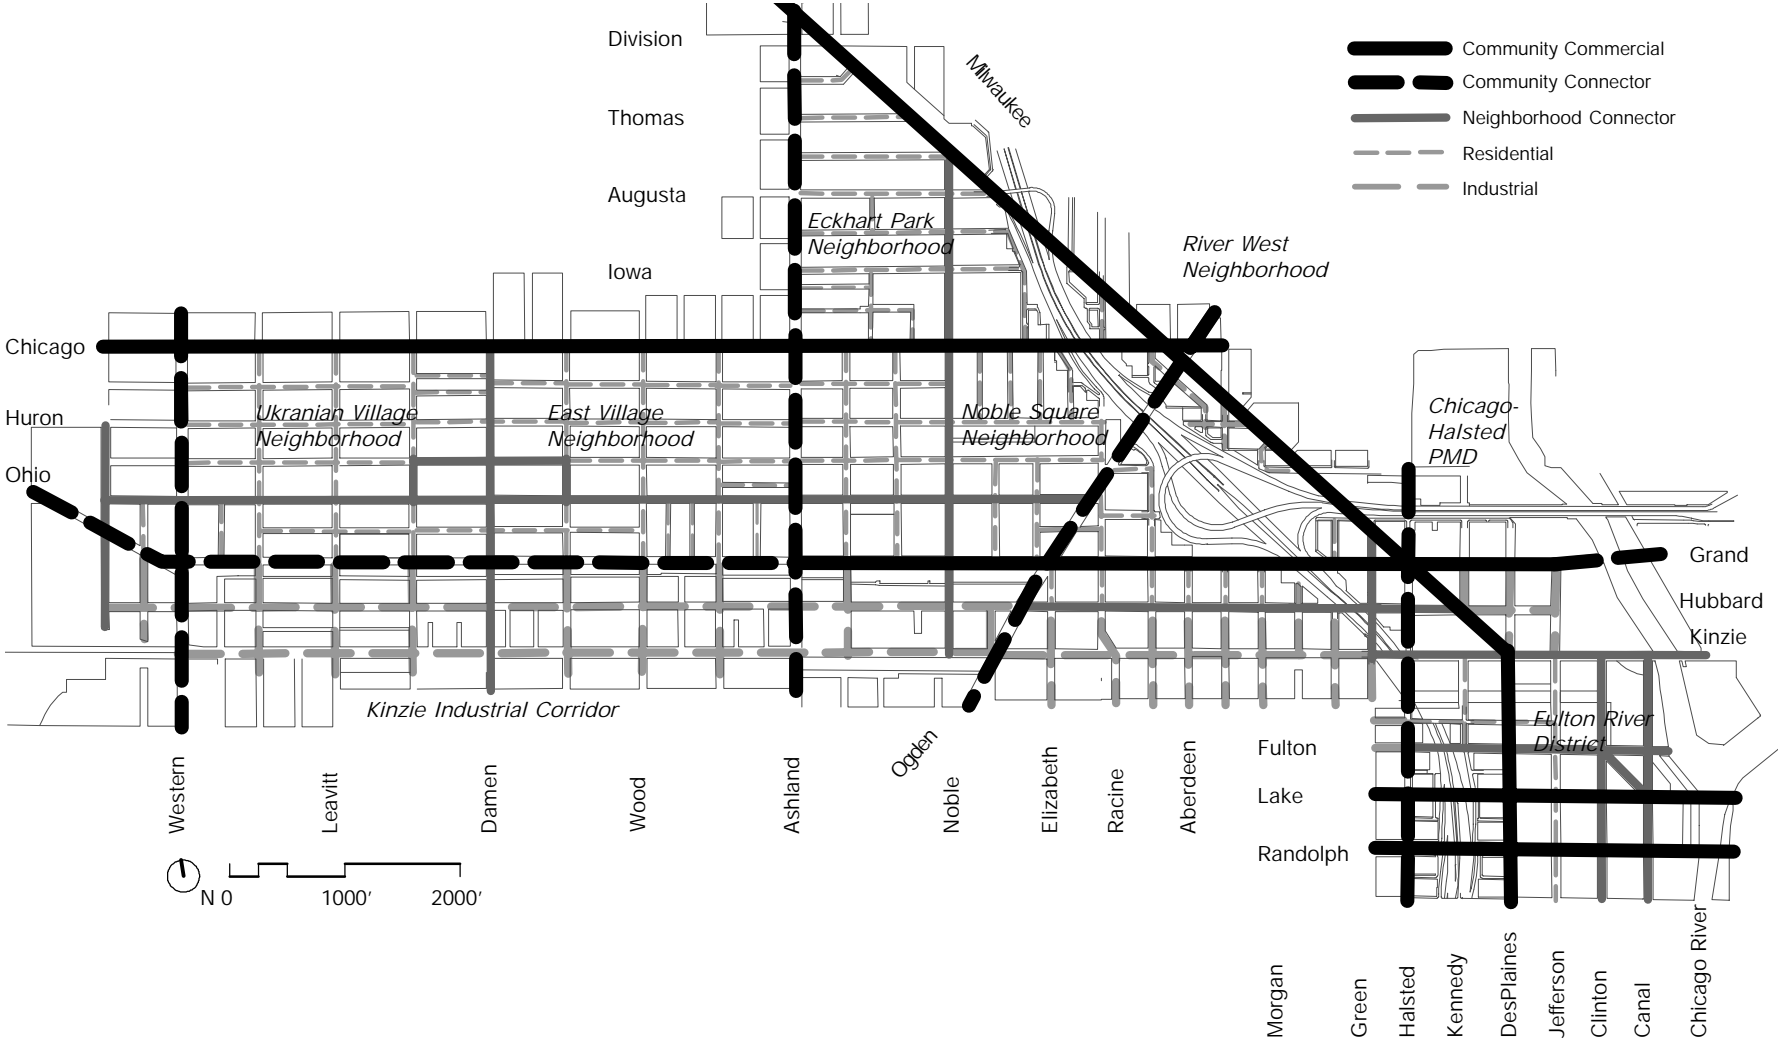 Division
Thomas
Augusta
Iowa
Chicago
Huron
Ohio
Milwaukee
Community Commercial
Community Connector
Neighborhood Connector
Residential
Industrial
Eckhart Park
Neighborhood
River West
Neighborhood
Ukranian Village
Neighborhood
East Village
Neighborhood
Noble Square
Neighborhood
Chicago-
Halsted
PMD
Grand
Hubbard
Kinzie
Kinzie Industrial Corridor
Fulton River
District
Fulton
Lake
Randolph
Western
Leavitt
Damen
Wood
Ashland
Ogden
Noble
Elizabeth
Racine
Aberdeen
N 0 1000' 2000'
Morgan
Green
Halsted
Kennedy
DesPlaines
Jefferson
Clinton
Canal
Chicago River